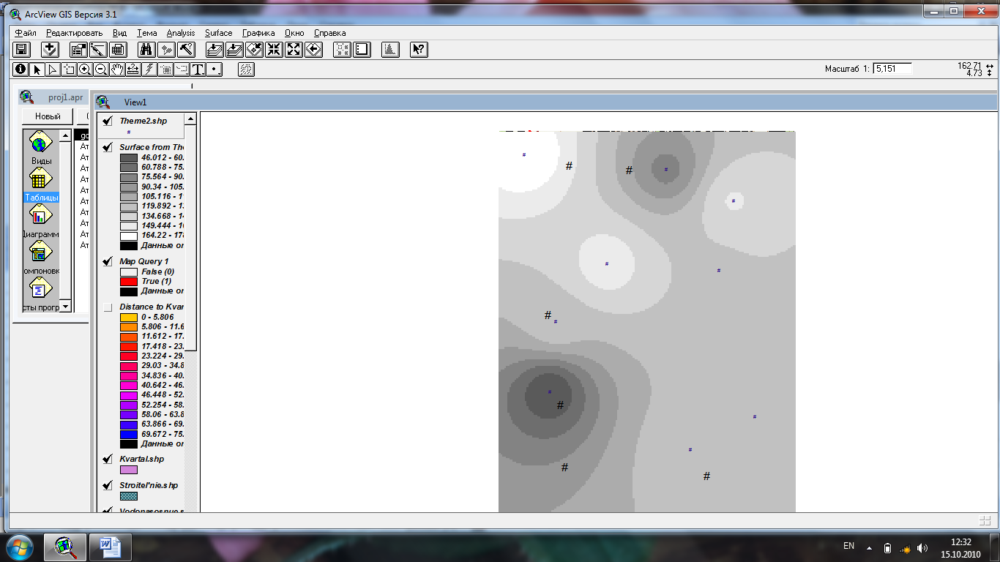 ArcView GIS Версия 3.1
Файл Редактировать Вид Тема Analysis Surface Графика Окно Справка
Масштаб 1: 5,151
162.71
4.73
proj1.apr
Новый
Виды
Таблицы
Диаграмм
View1
Theme2.shp
Surface from The
46.012 - 60.
60.788 - 75.
75.564 - 90.
90.34 - 105.
105.116 - 1
119.892 - 13
134.668 - 14
149.444 - 16
164.22 - 178
Данные от
Map Query 1
False (0)
True (1)
Данные от
Distance to Kvar
0 - 5.806
5.806 - 11.6
11.612 - 17.
17.418 - 23.
23.224 - 29.
29.03 - 34.8
34.836 - 40.
40.642 - 46.
46.448 - 52.
52.254 - 58.
58.06 - 63.8
63.866 - 69.
69.672 - 75.
Данные от
Kvartal.shp
Stroitel'nie.shp
EN
12:32
15.10.2010